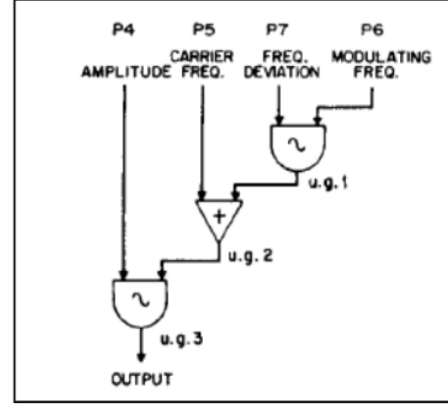 P4 P5 P7 P6
CARRIER FREQ. MODULATING
AMPLITUDE FREQ. DEVIATION FREQ.
u.g.1
+
u.g.2
u.g.3
OUTPUT